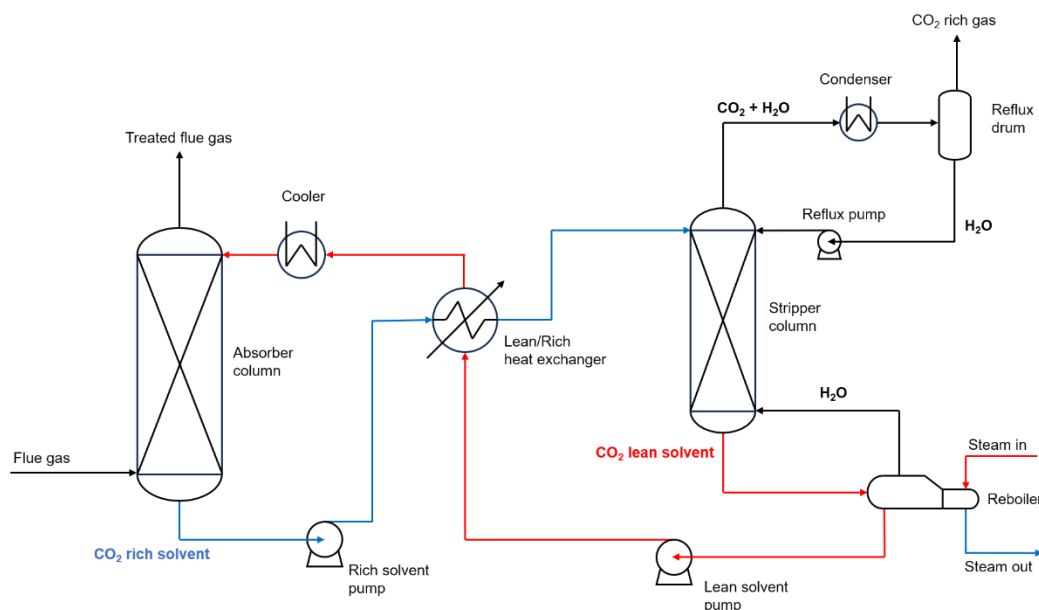 CO₂ rich gas
Condenser
CO₂ + H₂O
Reflux
drum
Treated flue gas
Cooler
Reflux pump
H₂O
Stripper
column
Lean/Rich
heat exchanger
Absorber
column
H₂O
CO₂ lean solvent
Steam in
Flue gas
Reboiler
CO₂ rich solvent
Rich solvent
pump
Lean solvent
pump
Steam out